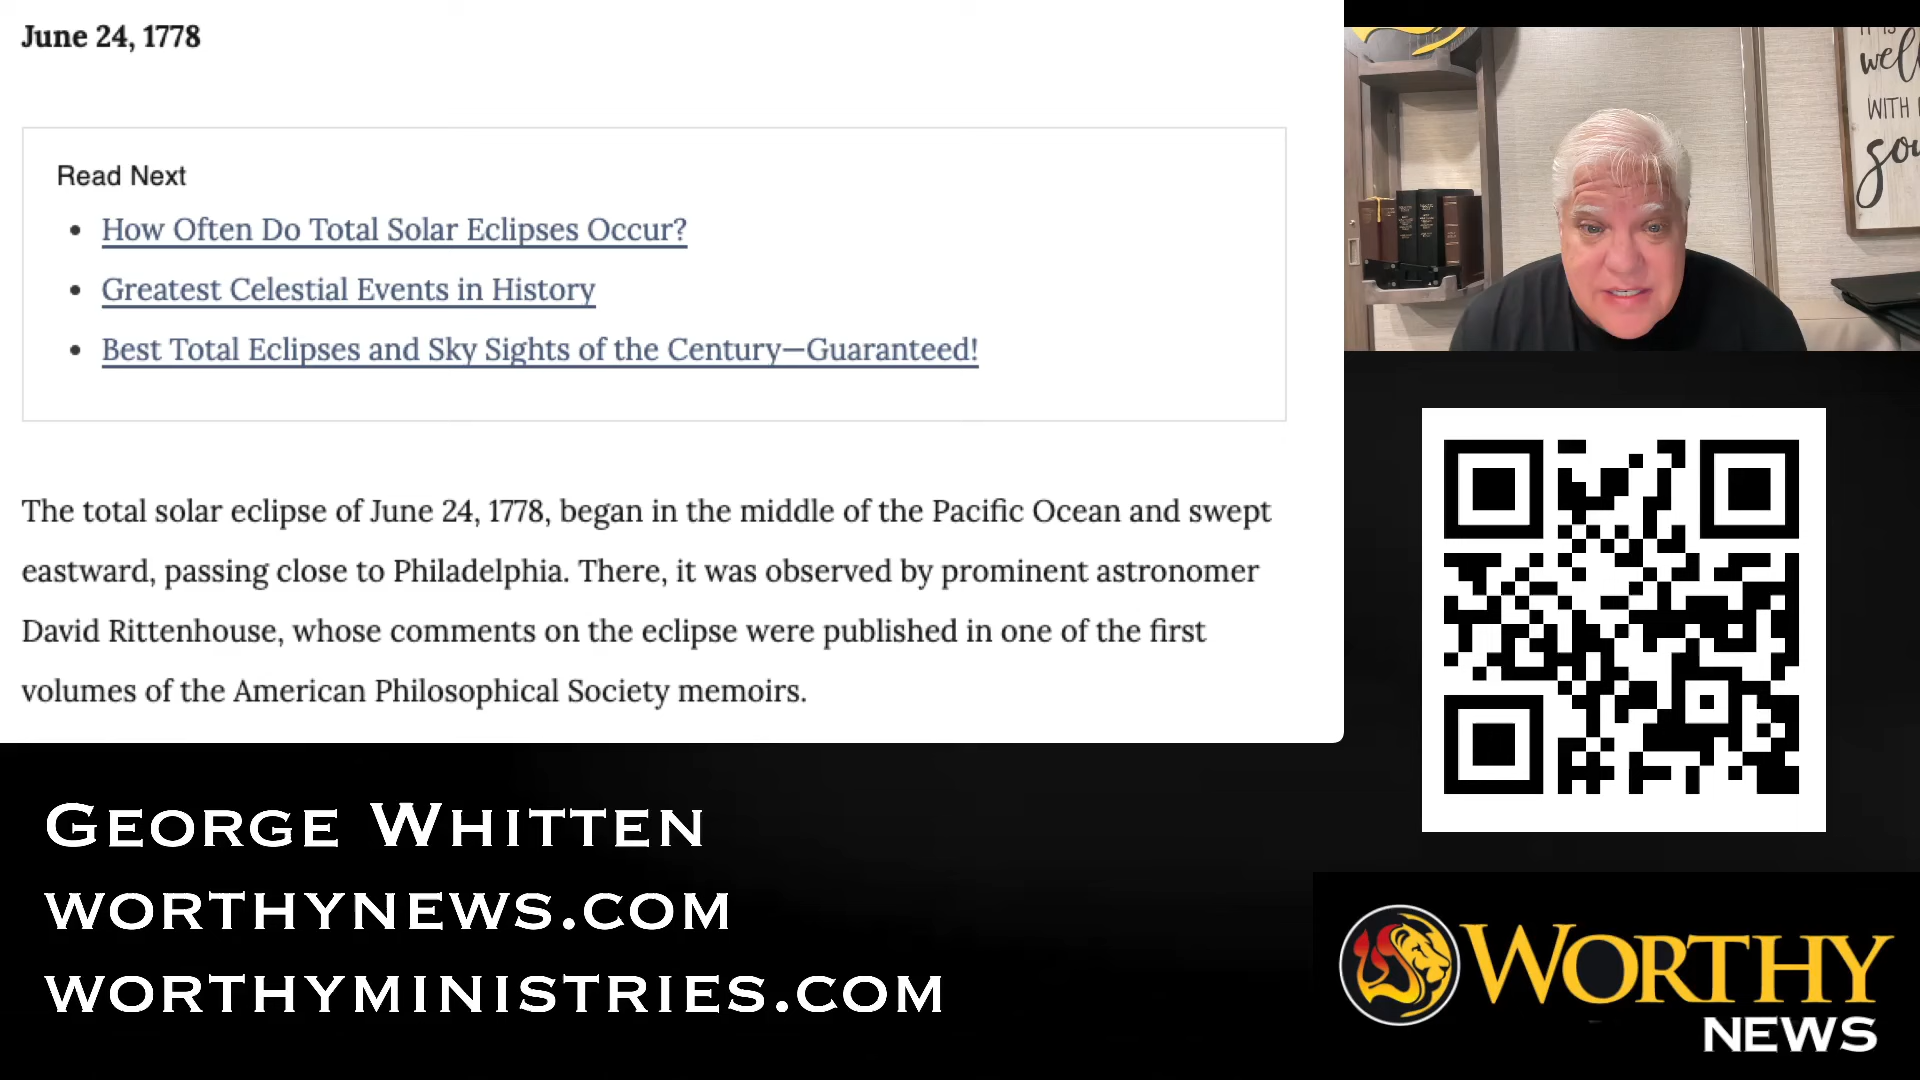 June 24, 1778
Read Next
How Often Do Total Solar Eclipses Occur?
Greatest Celestial Events in History
Best Total Eclipses and Sky Sights of the Century—Guaranteed!
The total solar eclipse of June 24, 1778, began in the middle of the Pacific Ocean and swept
eastward, passing close to Philadelphia. There, it was observed by prominent astronomer
David Rittenhouse, whose comments on the eclipse were published in one of the first
volumes of the American Philosophical Society memoirs.
GEORGE WHITTEN
WORTHYNEWS.COM
WORTHYMINISTRIES.COM
well
WITH
WORTHY
NEWS